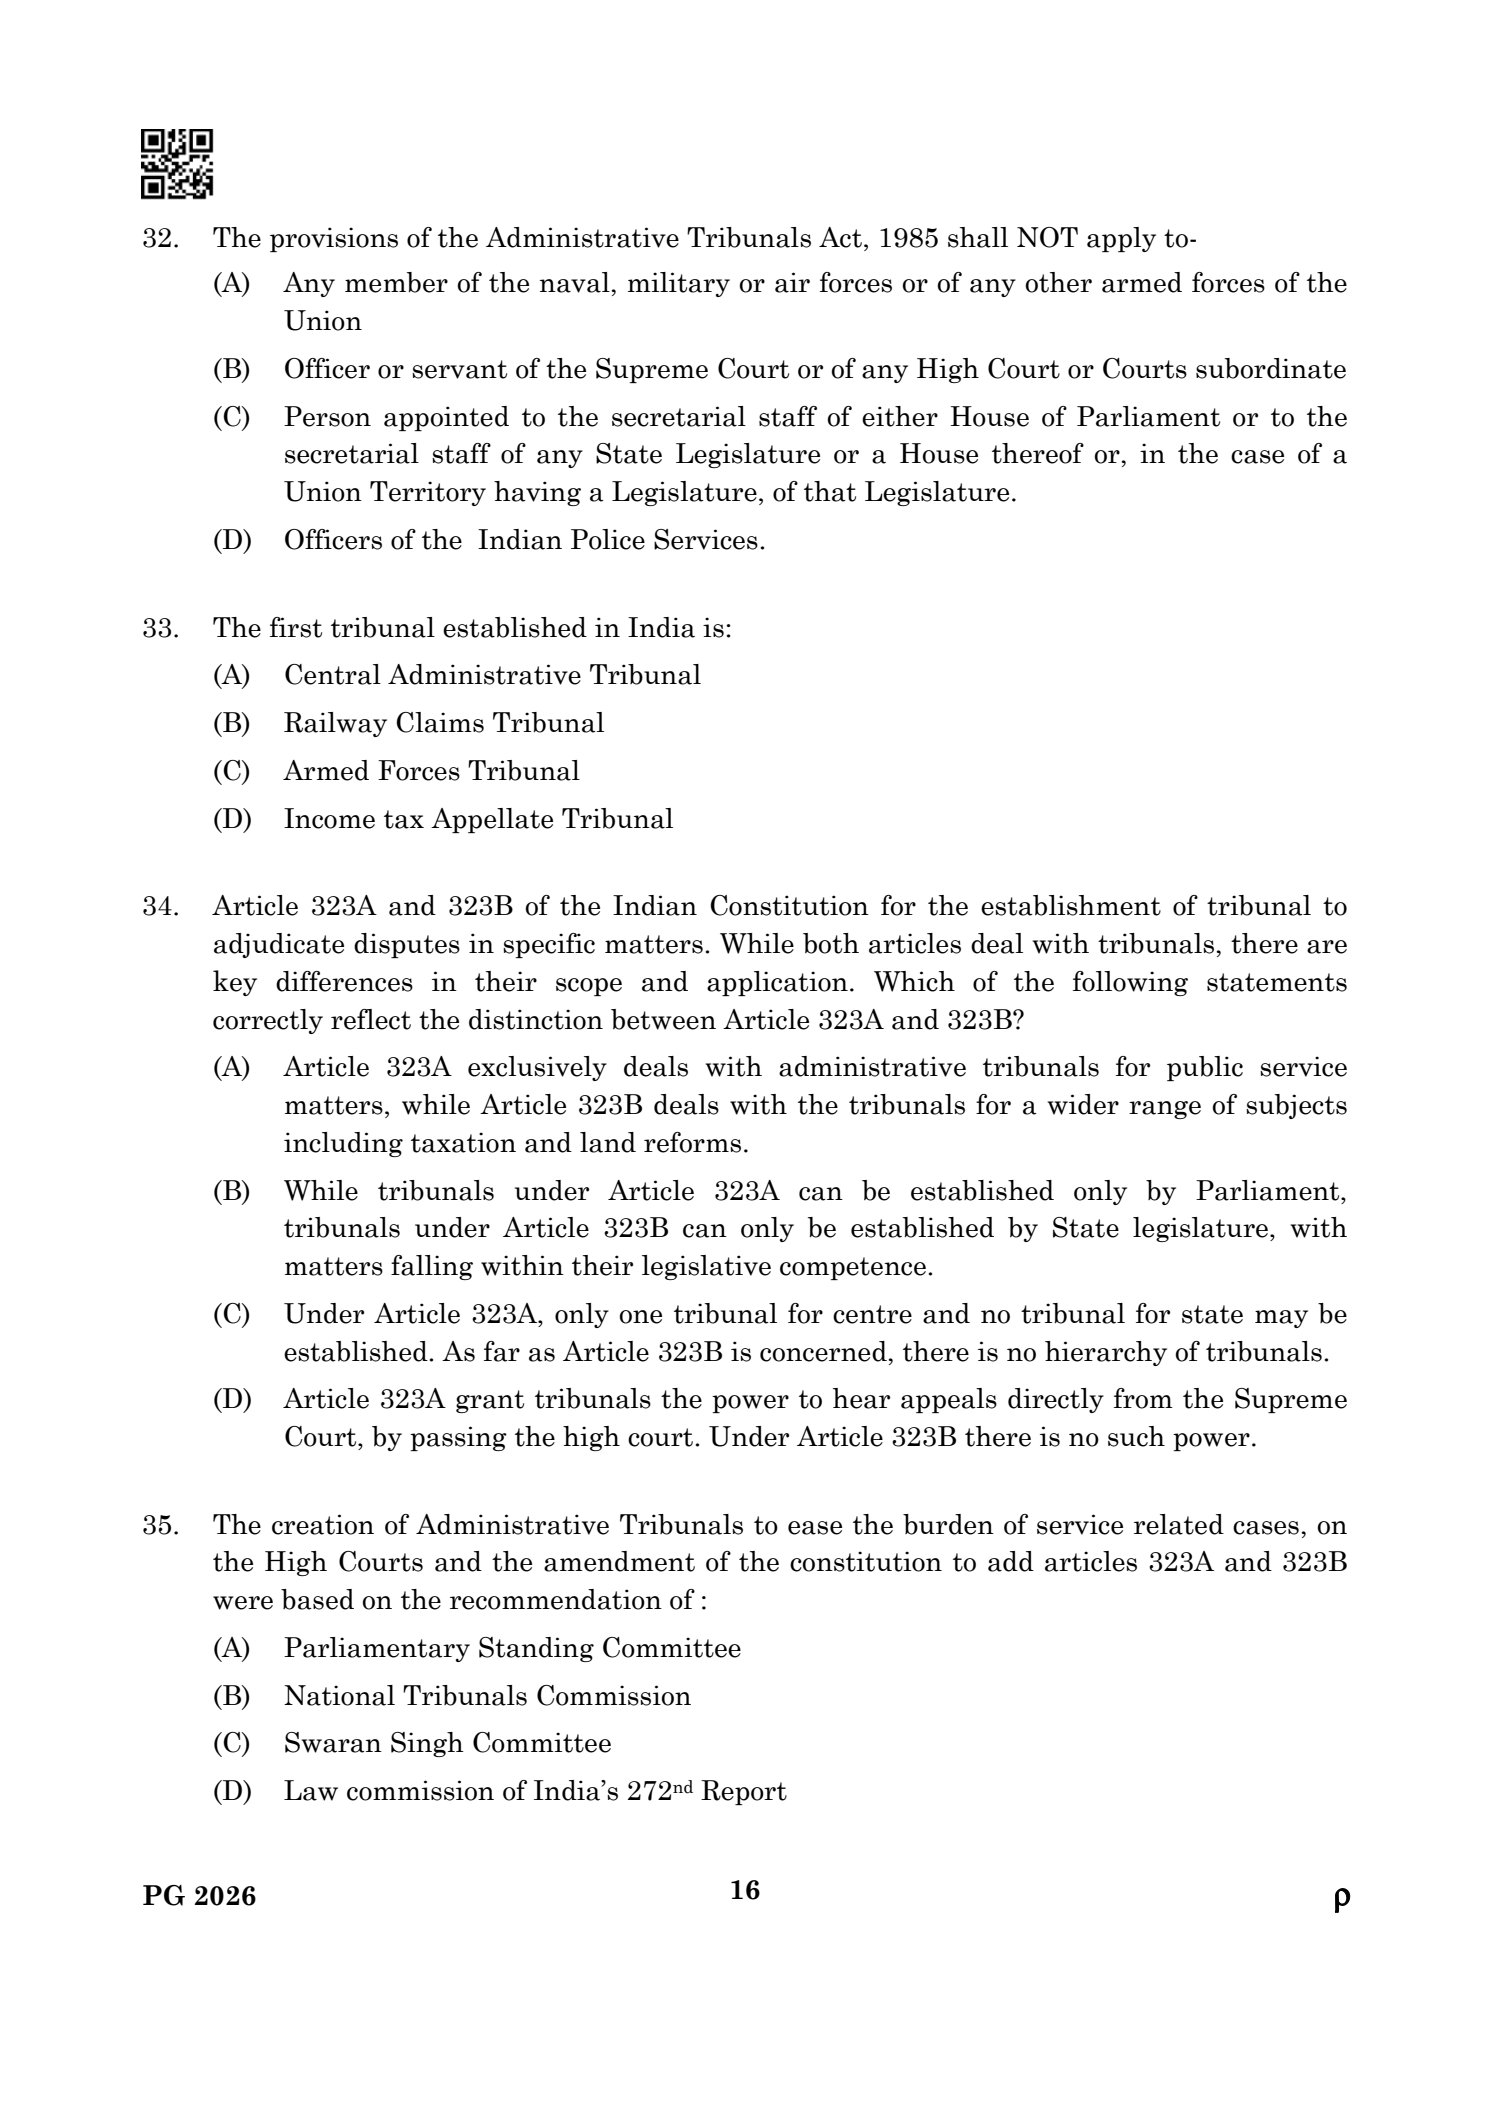 32. The provisions of the Administrative Tribunals Act, 1985 shall NOT apply to-
(A) Any member of the naval, military or air forces or of any other armed forces of the
Union
(B) Officer or servant of the Supreme Court or of any High Court or Courts subordinate
(C) Person appointed to the secretarial staff of either House of Parliament or to the
secretarial staff of any State Legislature or a House thereof or, in the case of a
Union Territory having a Legislature, of that Legislature.
(D) Officers of the Indian Police Services.
33. The first tribunal established in India is:
(A) Central Administrative Tribunal
(B) Railway Claims Tribunal
(C) Armed Forces Tribunal
(D) Income tax Appellate Tribunal
34. Article 323A and 323B of the Indian Constitution for the establishment of tribunal to
adjudicate disputes in specific matters. While both articles deal with tribunals, there are
key differences in their scope and application. Which of the following statements
correctly reflect the distinction between Article 323A and 323B?
(A) Article 323A exclusively deals with administrative tribunals for public service
matters, while Article 323B deals with the tribunals for a wider range of subjects
including taxation and land reforms.
(B) While tribunals under Article 323A can be established only by Parliament,
tribunals under Article 323B can only be established by State legislature, with
matters falling within their legislative competence.
(C) Under Article 323A, only one tribunal for centre and no tribunal for state may be
established. As far as Article 323B is concerned, there is no hierarchy of tribunals.
(D) Article 323A grant tribunals the power to hear appeals directly from the Supreme
Court, by passing the high court. Under Article 323B there is no such power.
35. The creation of Administrative Tribunals to ease the burden of service related cases, on
the High Courts and the amendment of the constitution to add articles 323A and 323B
were based on the recommendation of :
(A) Parliamentary Standing Committee
(B) National Tribunals Commission
(C) Swaran Singh Committee
(D) Law commission of India’s 272nd Report
PG 2026 16 ρ